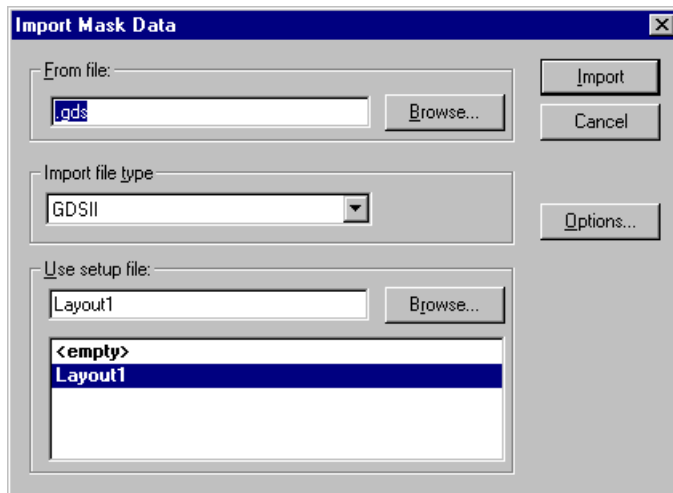 Import Mask Data
From file:
.gds
Browse...
Import
Cancel
Import file type
GDSII
Options...
Use setup file:
Layout1
Browse...
<empty>
Layout1